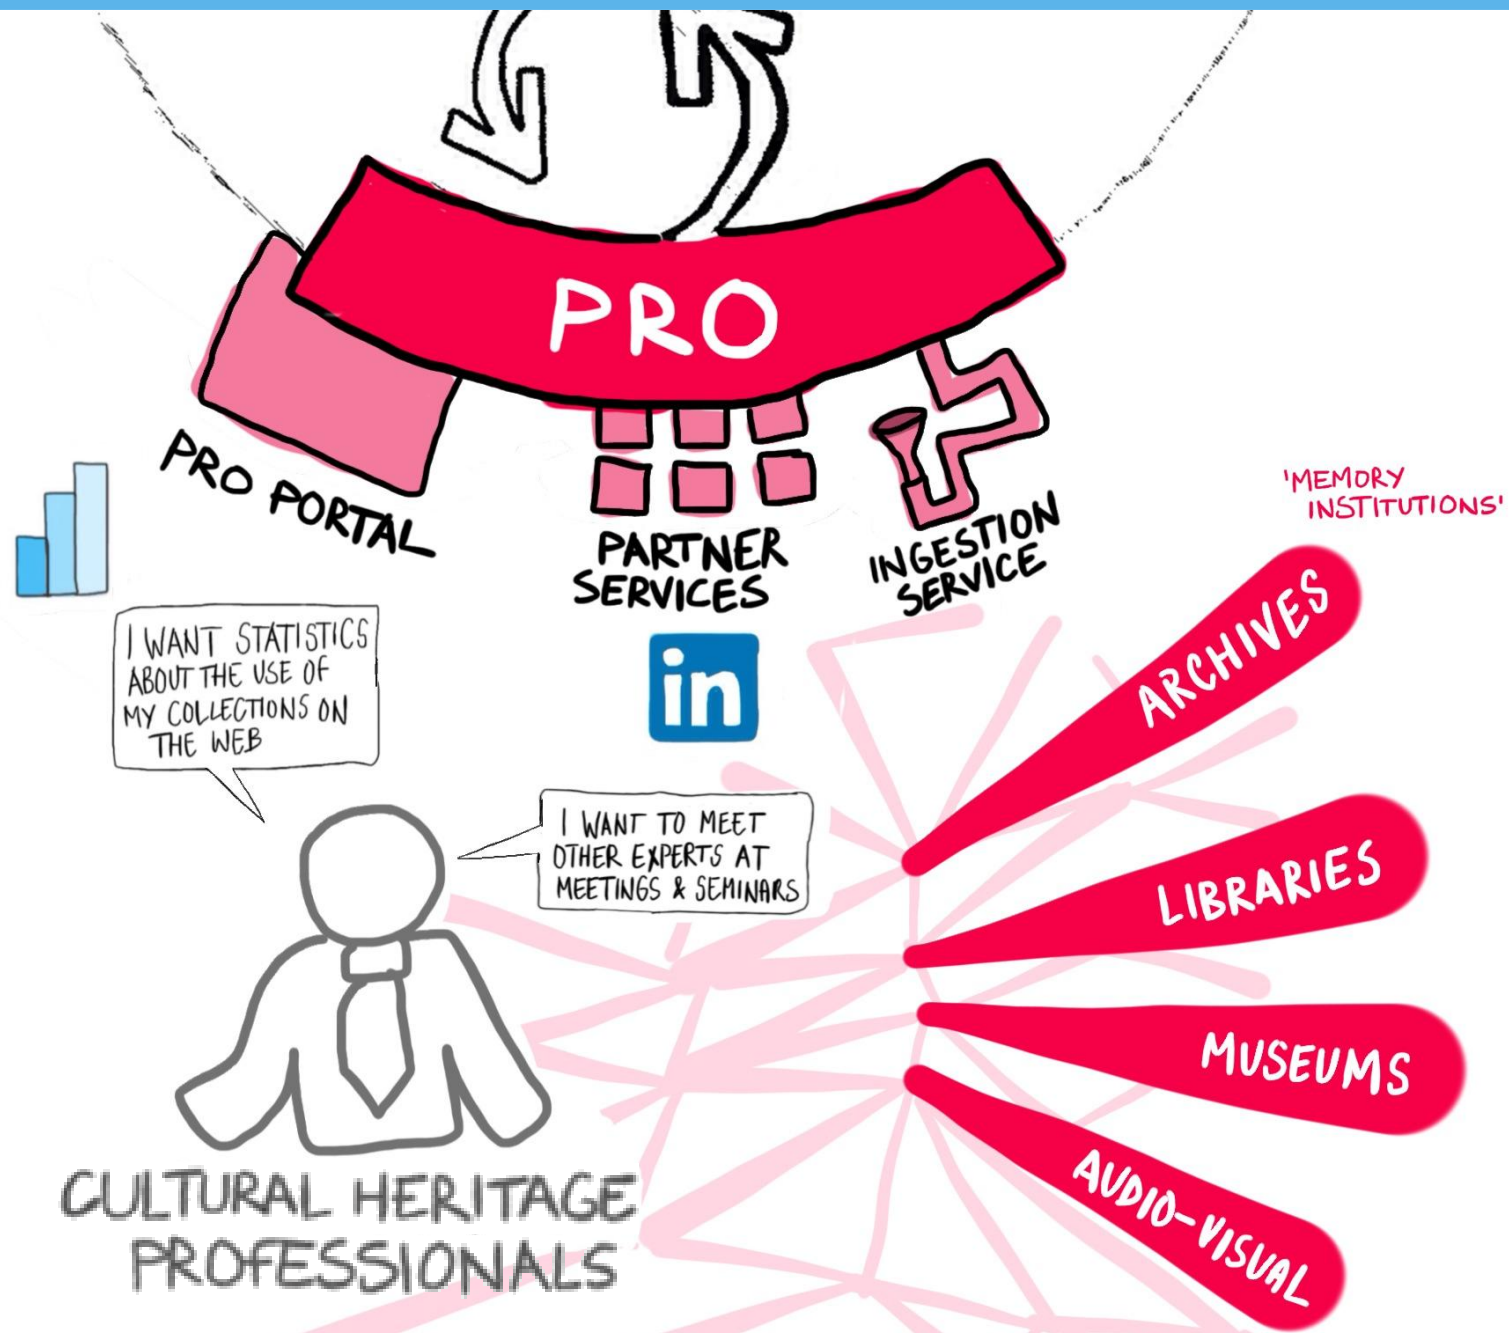 PRO
PRO PORTAL
PARTNER
SERVICES
INGESTION
SERVICE
'MEMORY
INSTITUTIONS'
I WANT STATISTICS
ABOUT THE USE OF
MY COLLECTIONS ON
THE WEB
in
I WANT TO MEET
OTHER EXPERTS AT
MEETINGS & SEMINARS
ARCHIVES
LIBRARIES
MUSEUMS
AUDIO-VISUAL
CULTURAL HERITAGE
PROFESSIONALS